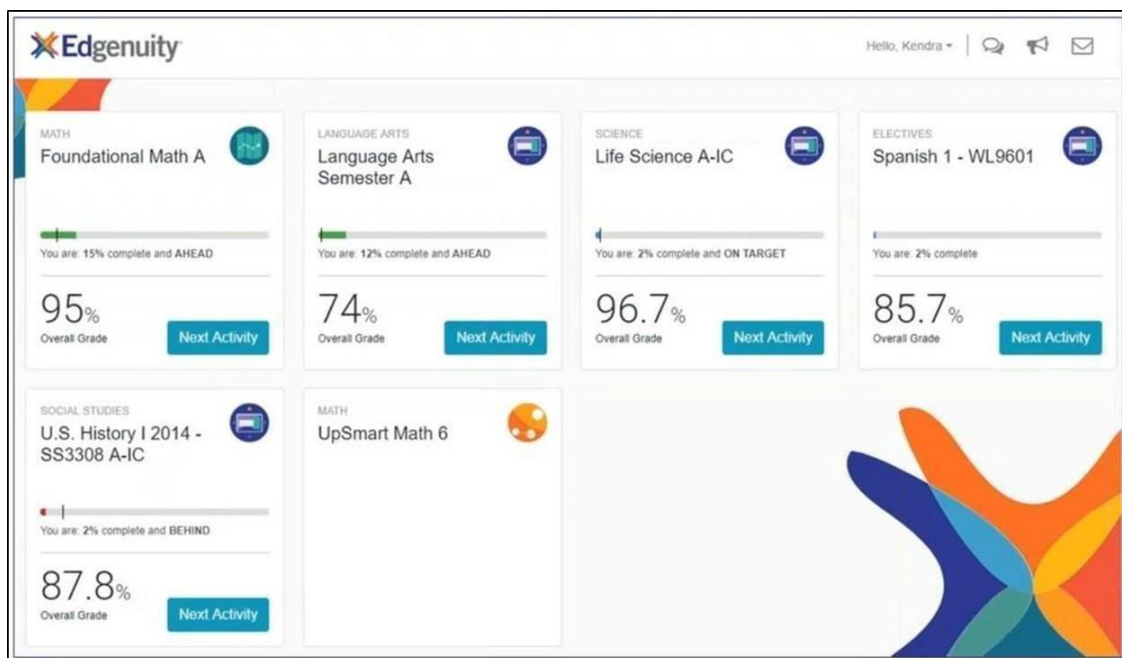 Edgenuity
Hello, Kendra
MATH
Foundational Math A
You are: 15% complete and AHEAD
95%
Overall Grade
Next Activity
LANGUAGE ARTS
Language Arts
Semester A
You are: 12% complete and AHEAD
74%
Overall Grade
Next Activity
SCIENCE
Life Science A-IC
You are: 2% complete and ON TARGET
96.7%
Overall Grade
Next Activity
ELECTIVES
Spanish 1 - WL9601
You are: 2% complete
85.7%
Overall Grade
Next Activity
SOCIAL STUDIES
U.S. History I 2014 -
SS3308 A-IC
You are: 2% complete and BEHIND
87.8%
Overall Grade
Next Activity
MATH
UpSmart Math 6